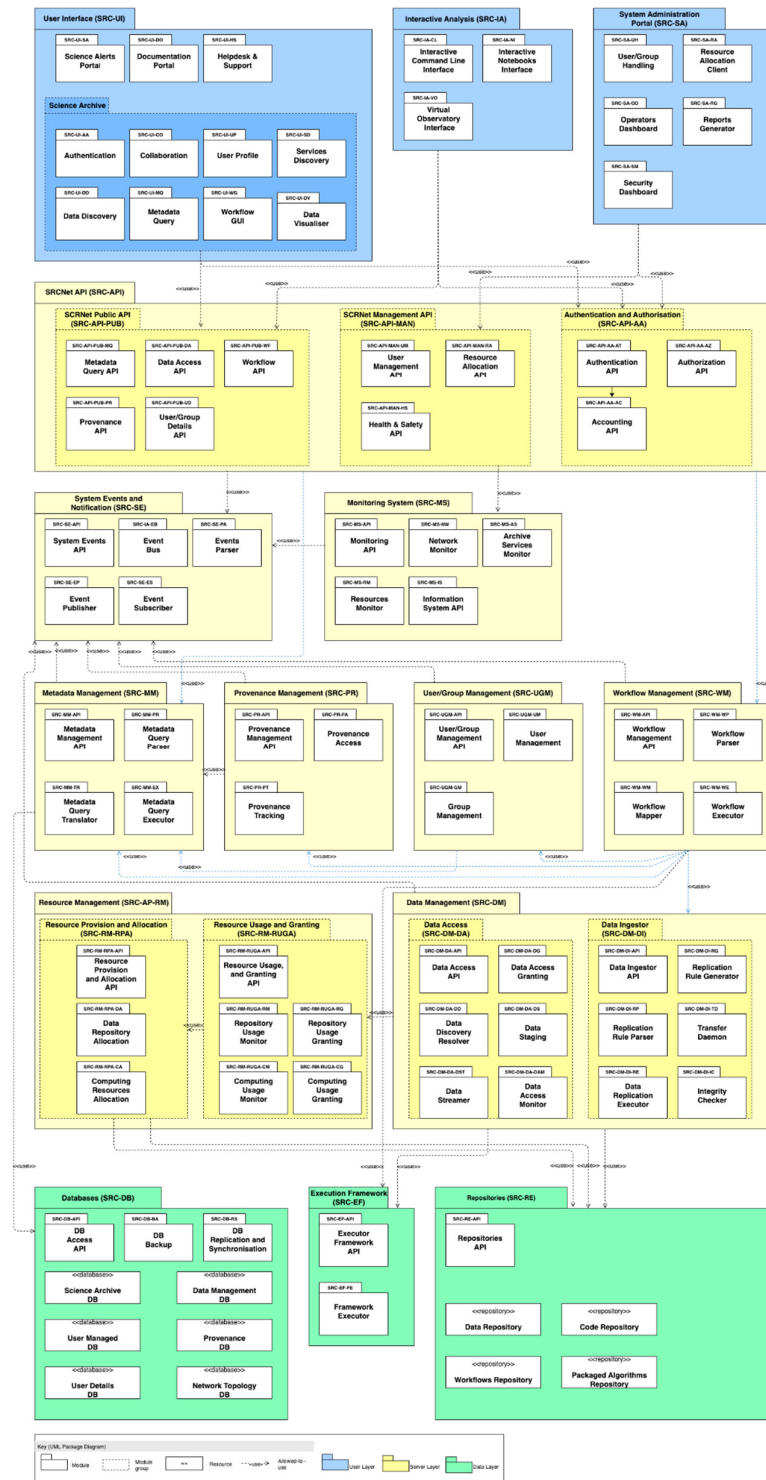 User Interface (SRC-UI)
SRC-UI-SA
Science Alerts
Portal
SRC-UI-DO
Documentation
Portal
SRC-UI-HS
Helpdesk &
Support
Science Archive
SRC-UI-AA
Authentication
SRC-UI-CO
Collaboration
SRC-UI-UP
User Profile
SRC-UI-SD
Services
Discovery
SRC-UI-DD
Data Discovery
SRC-UI-MQ
Metadata
Query
SRC-UI-WG
Workflow
GUI
SRC-UI-DV
Data
Visualiser
Interactive Analysis (SRC-IA)
SRC-IA-CL
Interactive
Command Line
Interface
SRC-IA-NI
Interactive
Notebooks
Interface
SRC-IA-VO
Virtual
Observatory
Interface
System Administration
Portal (SRC-SA)
SRC-SA-UH
User/Group
Handling
SRC-SA-RA
Resource
Allocation
Client
SRC-SA-OD
Operators
Dashboard
SRC-SA-RG
Reports
Generator
SRC-SA-SM
Security
Dashboard
<<use>>
<<use>>
<<use>>
<<use>>
<<use>>
<<use>>
<<use>>
SRCNet API (SRC-API)
SCRNet Public API
(SRC-API-PUB)
SRC-API-PUB-MQ
Metadata
Query API
SRC-API-PUB-DA
Data Access
API
SRC-API-PUB-WF
Workflow
API
SRC-API-PUB-PR
Provenance
API
SRC-API-PUB-UD
User/Group
Details
API
SCRNet Management API
(SRC-API-MAN)
SRC-API-MAN-UM
User
Management
API
SRC-API-MAN-RA
Resource
Allocation
API
SRC-API-MAN-HS
Health & Safety
API
Authentication and Authorisation
(SRC-API-AA)
SRC-API-AA-AT
Authentication
API
SRC-API-AA-AZ
Authorization
API
SRC-API-AA-AC
Accounting
API
<<use>>
<<use>>
System Events and
Notification (SRC-SE)
SRC-SE-API
System Events
API
SRC-IA-EB
Event
Bus
SRC-SE-PA
Events
Parser
SRC-SE-EP
Event
Publisher
SRC-SE-ES
Event
Subscriber
<<use>>
Monitoring System (SRC-MS)
SRC-MS-API
Monitoring
API
SRC-MS-NM
Network
Monitor
SRC-MS-AS
Archive
Services
Monitor
SRC-MS-RM
Resources
Monitor
SRC-MS-IS
Information
System API
<<use>>
<<use>>
<<use>>
<<use>>
<<use>>
<<use>>
Metadata Management (SRC-MM)
SRC-MM-API
Metadata
Management
API
SRC-MM-PR
Metadata
Query
Parser
SRC-MM-TR
Metadata
Query
Translator
SRC-MM-EX
Metadata
Query
Executor
<<use>>
Provenance Management (SRC-PR)
SRC-PR-API
Provenance
Management
API
SRC-PR-PA
Provenance
Access
SRC-PR-PT
Provenance
Tracking
User/Group Management (SRC-UGM)
SRC-UGM-API
User/Group
Management
API
SRC-UGM-UM
User
Management
SRC-UGM-GM
Group
Management
Workflow Management (SRC-WM)
SRC-WM-API
Workflow
Management
API
SRC-WM-WP
Workflow
Parser
SRC-WM-WM
Workflow
Mapper
SRC-WM-WE
Workflow
Executor
<<use>>
<<use>>
<<use>>
<<use>>
<<use>>
Resource Management (SRC-AP-RM)
Resource Provision and Allocation
(SRC-RM-RPA)
SRC-RM-RPA-API
Resource
Provision
and Allocation
API
SRC-RM-RPA-DA
Data
Repository
Allocation
SRC-RM-RPA-CA
Computing
Resources
Allocation
<<use>>
Resource Usage and Granting
(SRC-RM-RUGA)
SRC-RM-RUGA-API
Resource Usage,
and Granting
API
SRC-RM-RUGA-RM
Repository
Usage
Monitor
SRC-RM-RUGA-RG
Repository
Usage
Granting
SRC-RM-RUGA-CM
Computing
Usage
Monitor
SRC-RM-RUGA-CG
Computing
Usage
Granting
<<use>>
Data Management (SRC-DM)
Data Access
(SRC-DM-DA)
SRC-DM-DA-API
Data Access
API
SRC-DM-DA-DG
Data Access
Granting
SRC-DM-DA-DD
Data
Discovery
Resolver
SRC-DM-DA-DS
Data
Staging
SRC-DM-DA-DST
Data
Streamer
SRC-DM-DA-DAM
Data
Access
Monitor
Data Ingestor
(SRC-DM-DI)
SRC-DM-DI-API
Data Ingestor
API
SRC-DM-DI-RG
Replication
Rule Generator
SRC-DM-DI-RP
Replication
Rule Parser
SRC-DM-DI-TD
Transfer
Daemon
SRC-DM-DI-RE
Data
Replication
Executor
SRC-DM-DI-IC
Integrity
Checker
<<use>>
<<use>>
<<use>>
<<use>>
<<use>>
<<use>>
Databases (SRC-DB)
SRC-DB-API
DB
Access
API
SRC-DB-BA
DB
Backup
SRC-DB-RS
DB
Replication and
Synchronisation
<<database>>
Science Archive
DB
<<database>>
Data Management
DB
<<database>>
User Managed
DB
<<database>>
Provenance
DB
<<database>>
User Details
DB
<<database>>
Network Topology
DB
Execution Framework
(SRC-EF)
SRC-EF-API
Executor
Framework
API
SRC-EF-FE
Framework
Executor
Repositories (SRC-RE)
SRC-RE-API
Repositories
API
<<repository>>
Data Repository
<<repository>>
Code Repository
<<repository>>
Workflows Repository
<<repository>>
Packaged Algorithms
Repository
Key (UML Package Diagram)
Module
Module
group
Resource
<use>
Allowed-to -
use
User Layer
Server Layer
Data Layer